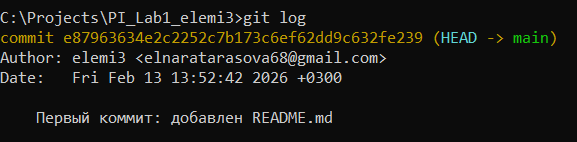 C:\Projects\PI_Lab1_elemi3>git log
commit e87963634e2c2252c7b173c6ef62dd9c632fe239 (HEAD -> main)
Author: elemi3 <elnaratarasova68@gmail.com>
Date:   Fri Feb 13 13:52:42 2026 +0300
Первый коммит: добавлен README.md